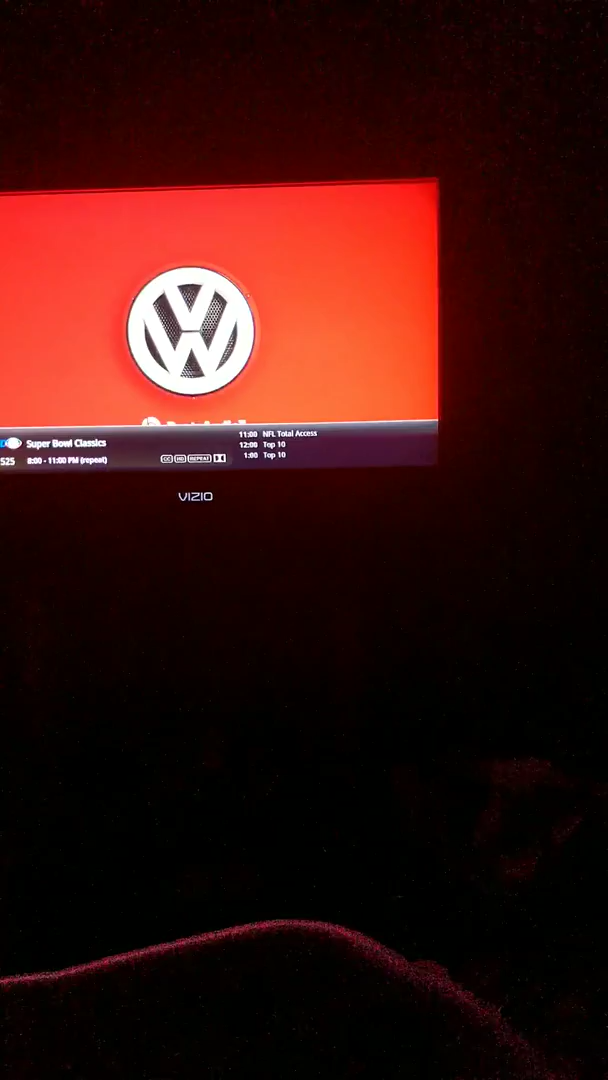 VW
Super Bowl Classics
525 8:00 - 11:00 PM (repeat)
CC HD REPEAT
11:00 NFL Total Access
12:00 Top 10
1:00 Top 10
VIZIO